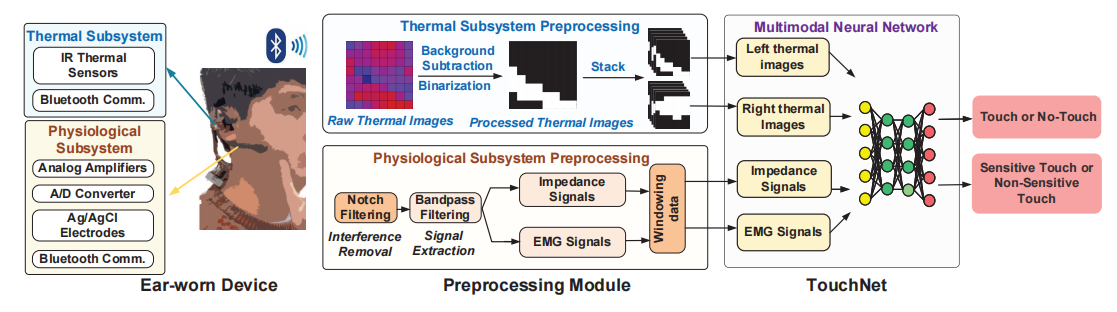 Thermal Subsystem
IR Thermal
Sensors
Bluetooth Comm.
Physiological
Subsystem
Analog Amplifiers
A/D Converter
Ag/AgCl
Electrodes
Bluetooth Comm.
Ear-worn Device
Thermal Subsystem Preprocessing
Background
Subtraction
Binarization
Stack
Raw Thermal Images
Processed Thermal Images
Physiological Subsystem Preprocessing
Notch
Filtering
Interference
Removal
Bandpass
Filtering
Signal
Extraction
Impedance
Signals
EMG Signals
Windowing
data
Preprocessing Module
Multimodal Neural Network
Left thermal
images
Right thermal
Images
Impedance
Signals
EMG Signals
TouchNet
Touch or No-Touch
Sensitive Touch or
Non-Sensitive
Touch